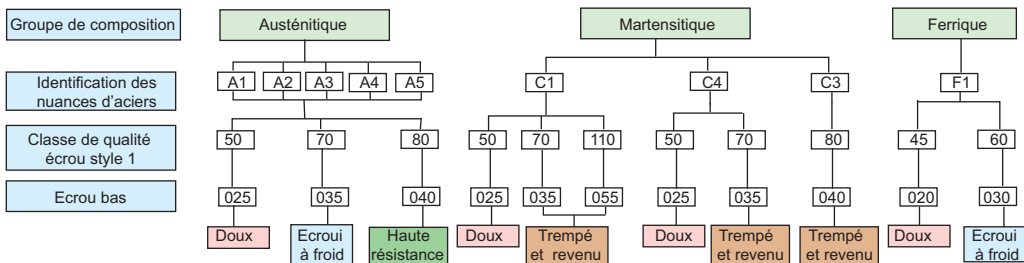 Groupe de composition
Austénitique
Martensitique
Ferrique
Identification des
nuances d'aciers
A1 A2 A3 A4 A5 C1 C4 C3 F1
Classe de qualité
écrou style 1
50 70 80 50 70 110 50 70 80 45 60
Ecrou bas
025 035 040 025 035 055 025 035 040 020 030
Doux
Ecroui
à froid
Haute
résistance
Doux
Trempé
et revenu
Doux
Trempé
et revenu
Trempé
et revenu
Doux
Ecroui
à froid